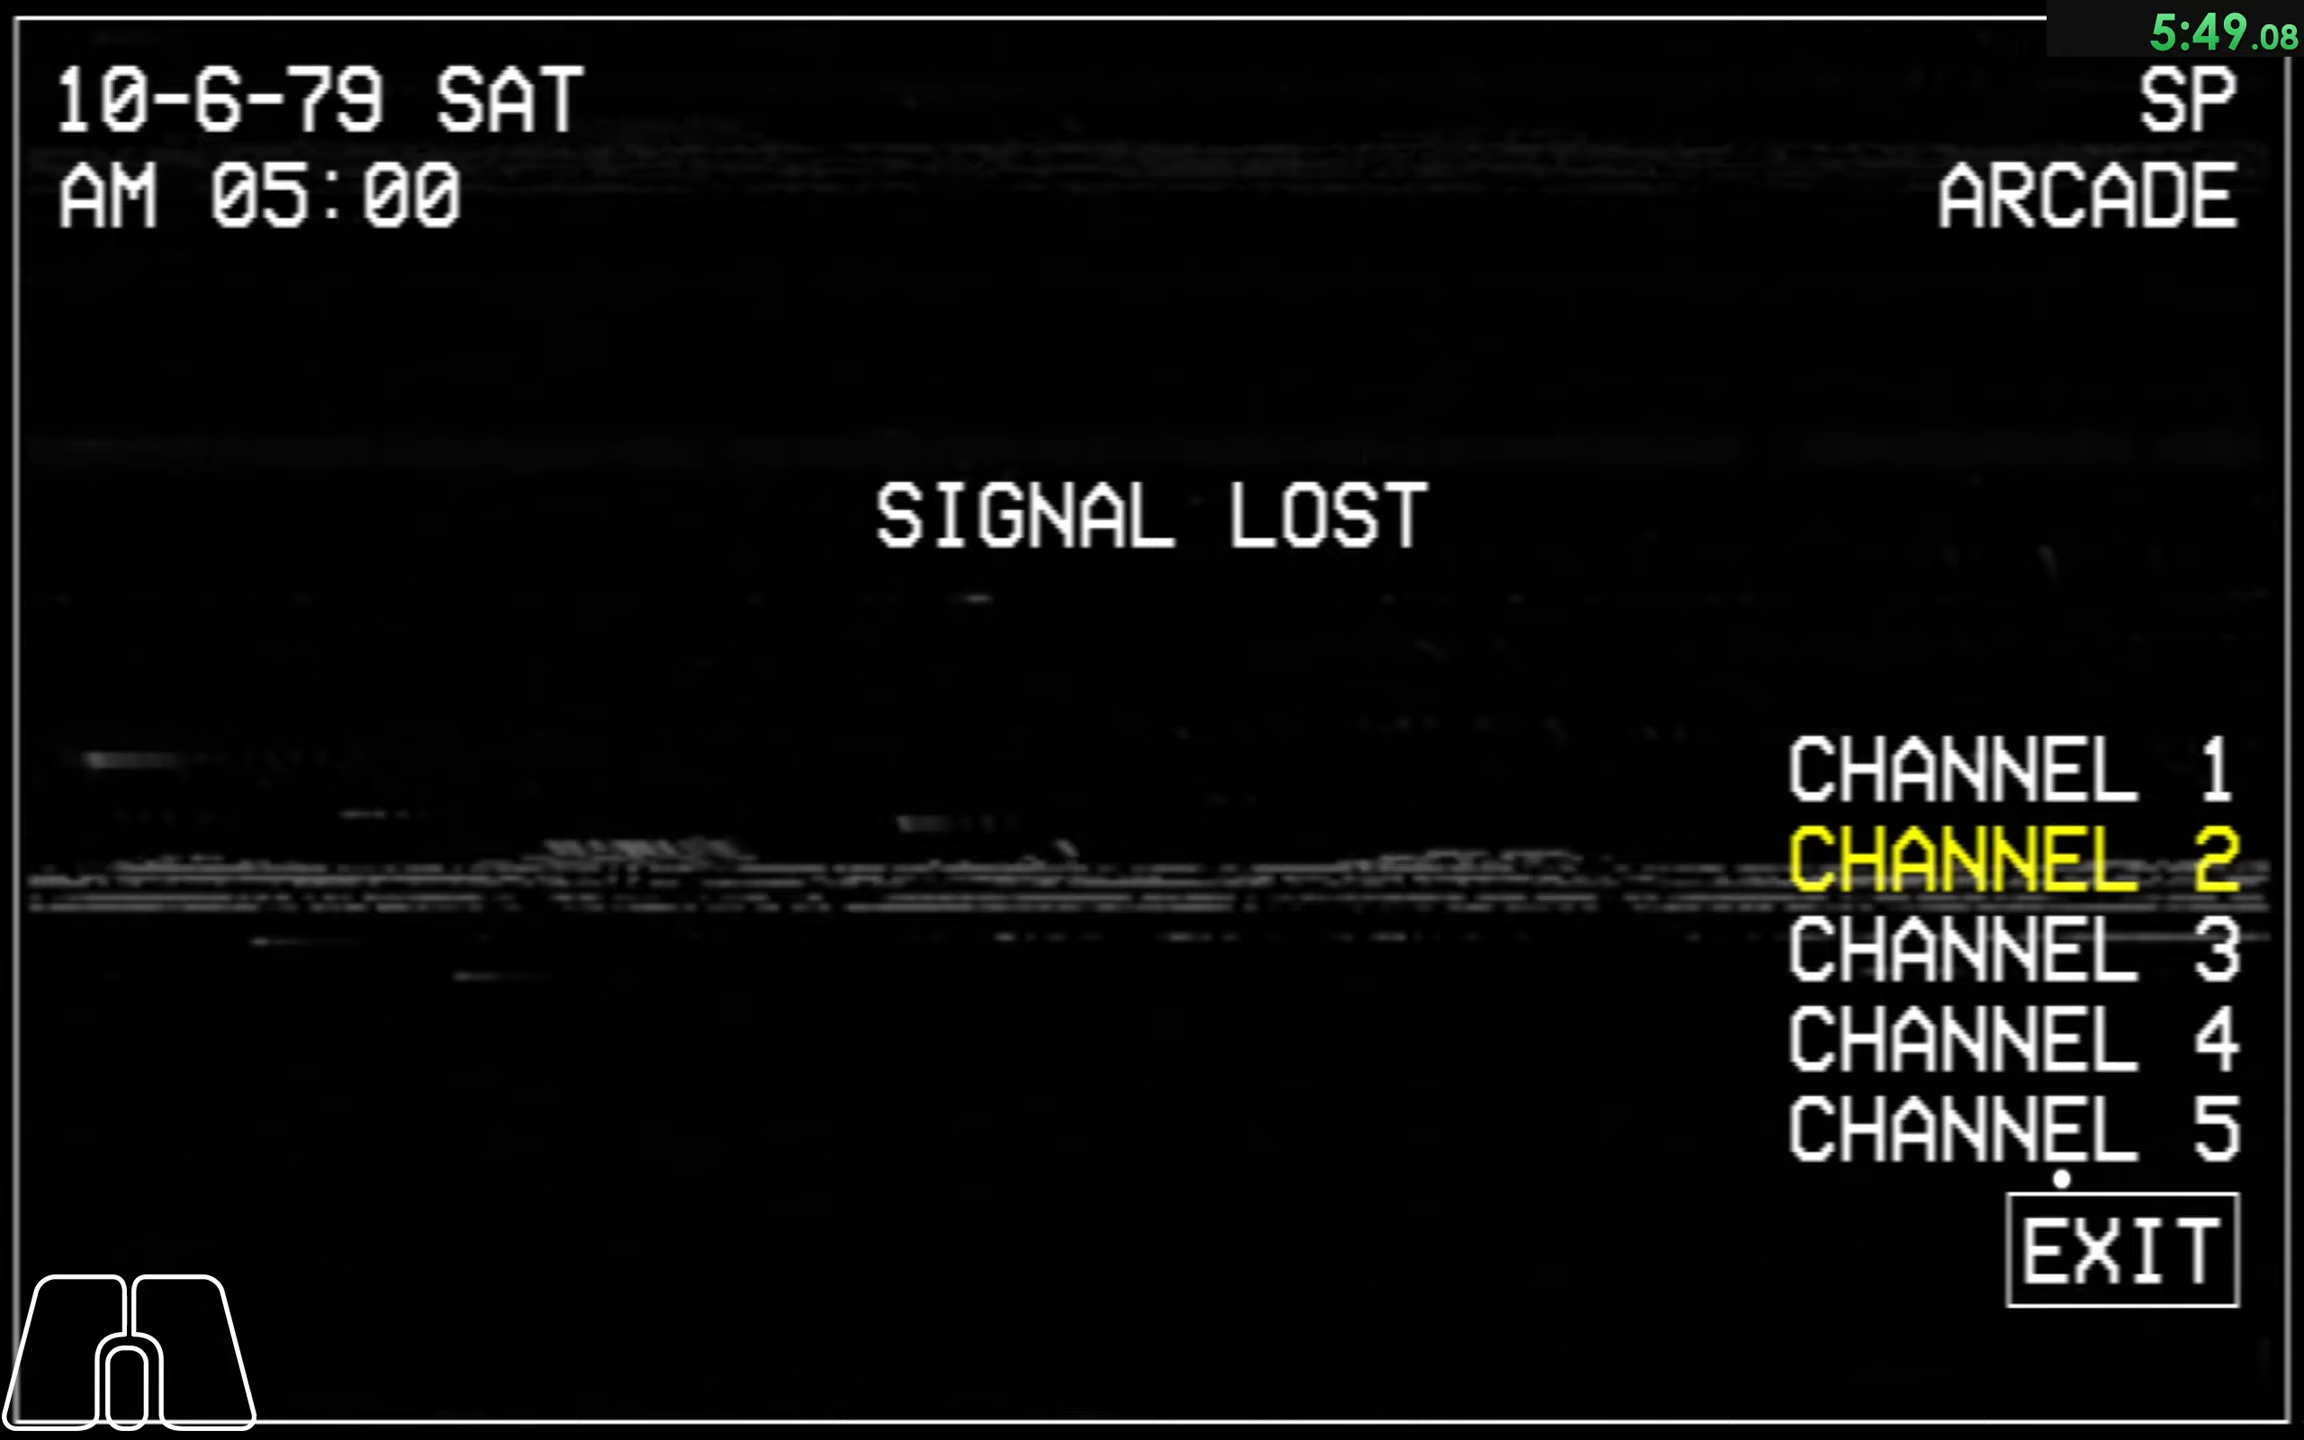 5:49.08
10-6-79 SAT
SP
AM 05:00
ARCADE
SIGNAL LOST
CHANNEL 1
CHANNEL 2
CHANNEL 3
CHANNEL 4
CHANNEL 5
EXIT